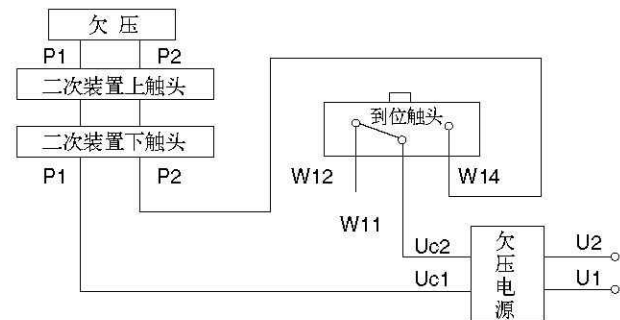 欠 压
P1 P2
二次装置上触头
二次装置下触头
P1 P2
到位触头
W12 W14
W11
Uc2
Uc1
欠压电源
U2
U1